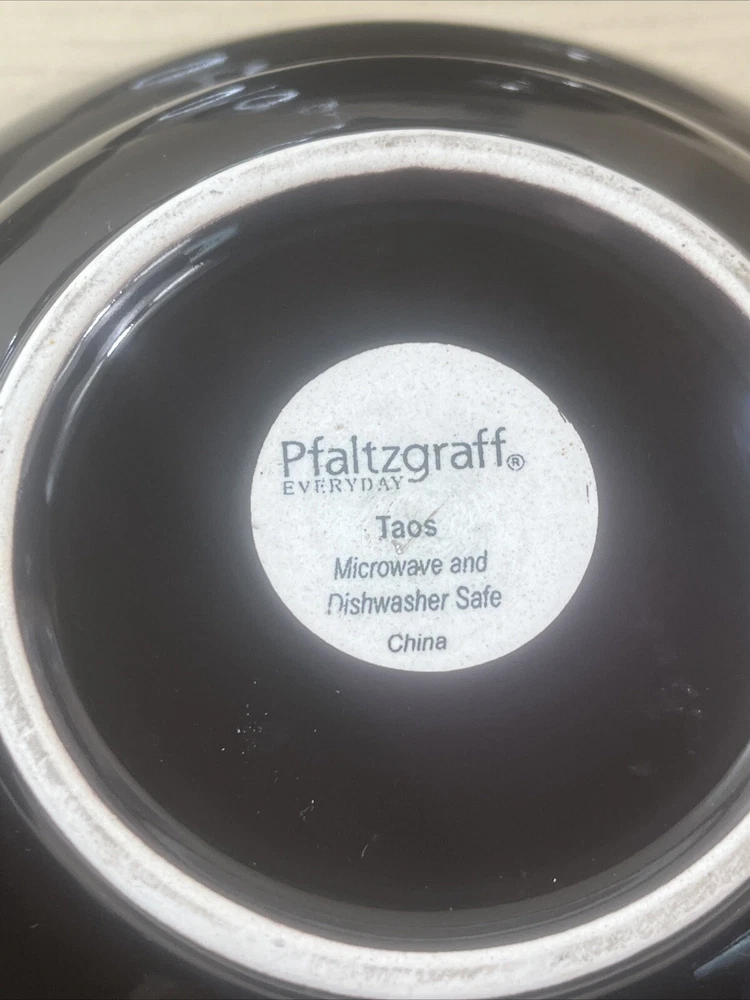 Pfaltzgraff®
EVERYDAY
Taos
Microwave and
Dishwasher Safe
China